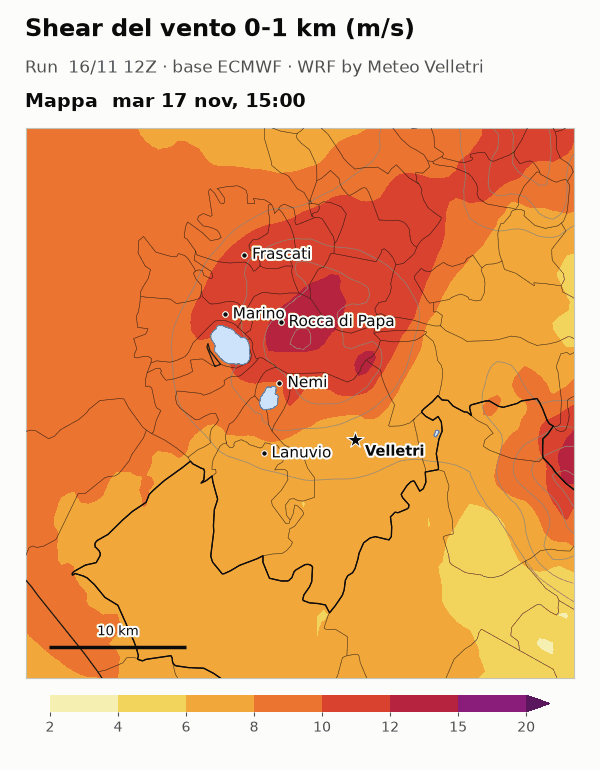 Shear del vento 0-1 km (m/s)
Run  16/11 12Z · base ECMWF · WRF by Meteo Velletri
Mappa  mar 17 nov, 15:00
Frascati
Marino
Rocca di Papa
Nemi
Lanuvio
Velletri
10 km
2 4 6 8 10 12 15 20